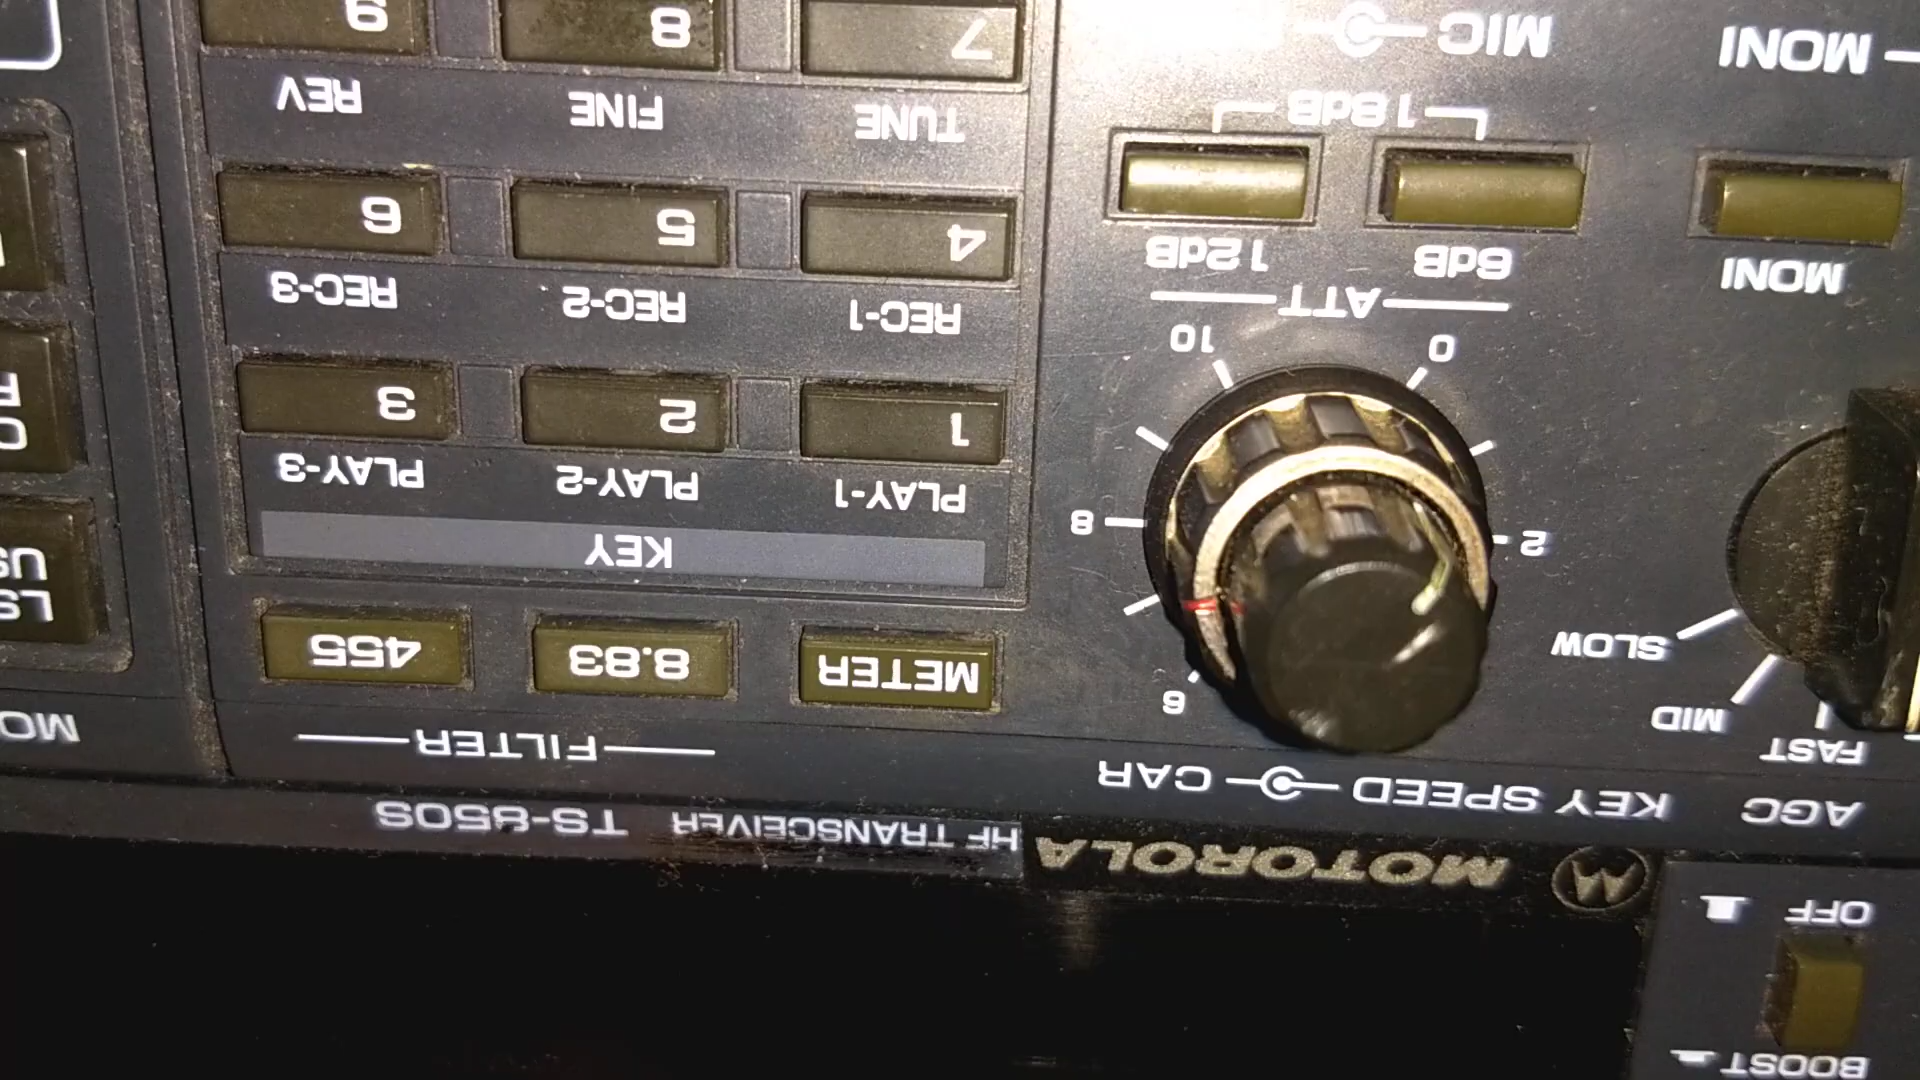 BOOST
OFF
MOTOROLA
HF TRANSCEIVER TS-850S
AGC
KEY SPEED CAR
FAST
MID
SLOW
FILTER
METER 8.83 455
6
8
2
10
0
KEY
PLAY-1 PLAY-2 PLAY-3
1 2 3
REC-1 REC-2 REC-3
4 5 6
TUNE FINE REV
7 8 9
ATT
6dB 12dB
18dB
MONI
MONI
MIC